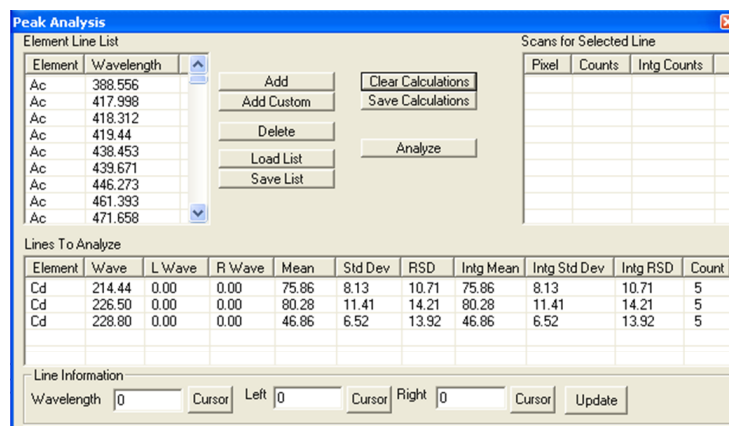 Peak Analysis
Element Line List
Scans for Selected Line
Element Wavelength
Ac 388.556
Ac 417.998
Ac 418.312
Ac 419.44
Ac 438.453
Ac 439.671
Ac 446.273
Ac 461.393
Ac 471.658
Add
Add Custom
Delete
Load List
Save List
Clear Calculations
Save Calculations
Analyze
Pixel Counts Intg Counts
Lines To Analyze
Element Wave L Wave R Wave Mean Std Dev RSD Intg Mean Intg Std Dev Intg RSD Count
Cd 214.44 0.00 0.00 75.86 8.13 10.71 75.86 8.13 10.71 5
Cd 226.50 0.00 0.00 80.28 11.41 14.21 80.28 11.41 14.21 5
Cd 228.80 0.00 0.00 46.86 6.52 13.92 46.86 6.52 13.92 5
Line Information
Wavelength 0 Cursor Left 0 Cursor Right 0 Cursor Update